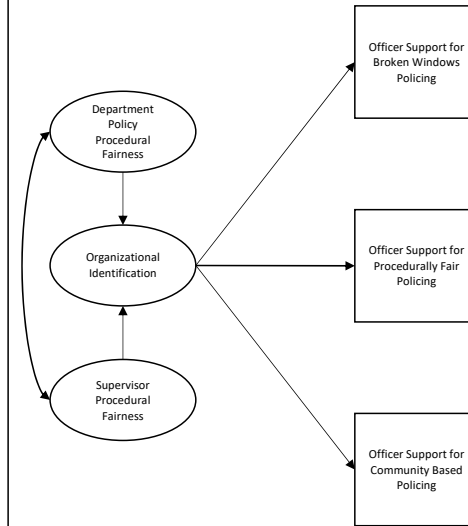 Officer Support for
Broken Windows
Policing
Department
Policy
Procedural
Fairness
Organizational
Identification
Officer Support for
Procedurally Fair
Policing
Supervisor
Procedural
Fairness
Officer Support for
Community Based
Policing